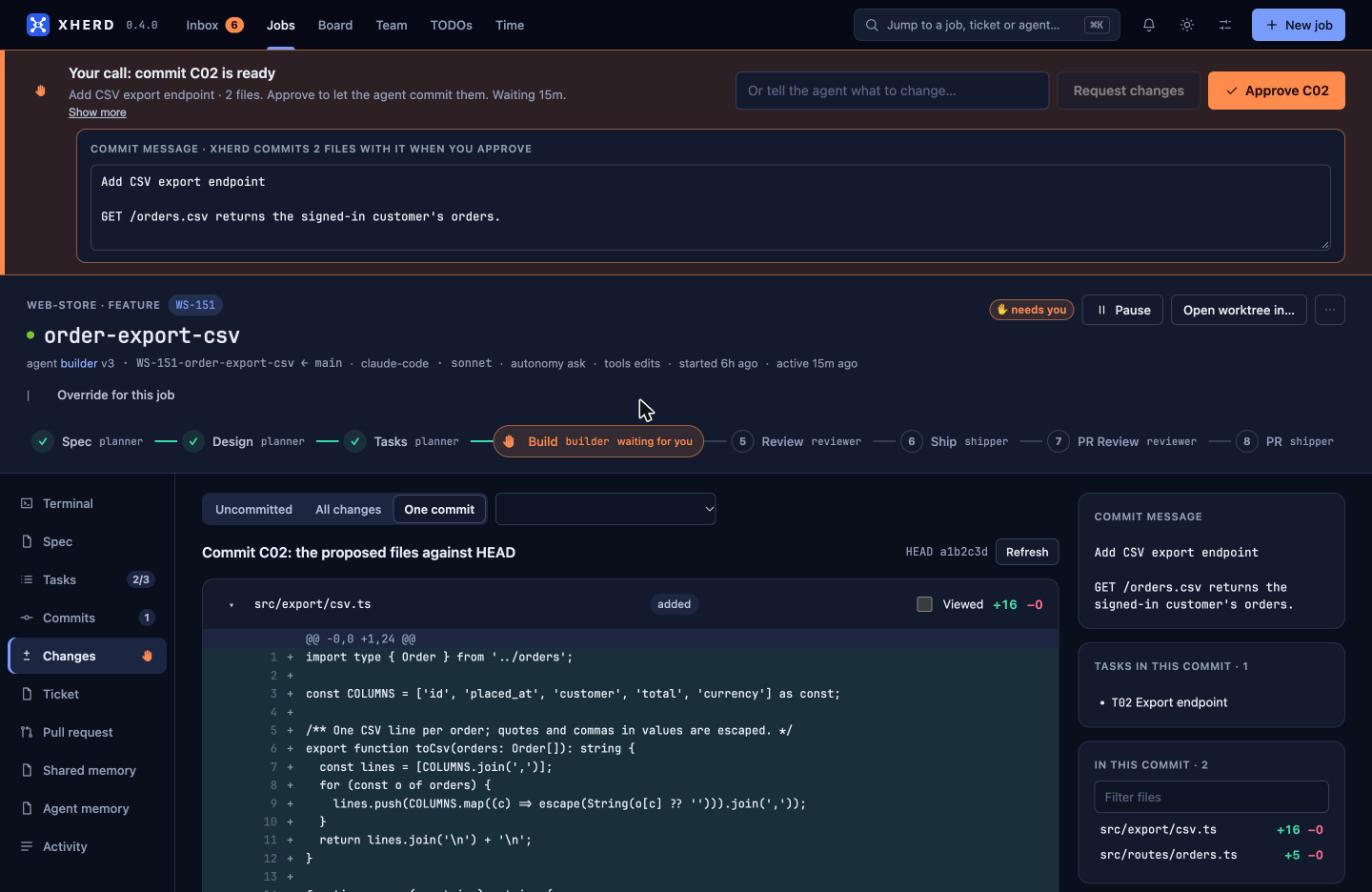 XHERD 0.4.0 Inbox 6 Jobs Board Team TODOs Time Jump to a job, ticket or agent... ⌘K + New job
Your call: commit C02 is ready
Add CSV export endpoint · 2 files. Approve to let the agent commit them. Waiting 15m.
Show more
Or tell the agent what to change... Request changes ✓ Approve C02
COMMIT MESSAGE · XHERD COMMITS 2 FILES WITH IT WHEN YOU APPROVE
Add CSV export endpoint
GET /orders.csv returns the signed-in customer's orders.
WEB-STORE · FEATURE WS-151
order-export-csv
needs you Pause Open worktree in... ...
agent builder v3 · WS-151-order-export-csv ← main · claude-code · sonnet · autonomy ask · tools edits · started 6h ago · active 15m ago
Override for this job
✓ Spec planner ✓ Design planner ✓ Tasks planner Build builder waiting for you 5 Review reviewer 6 Ship shipper 7 PR Review reviewer 8 PR shipper
Terminal
Spec
Tasks 2/3
Commits 1
Changes
Ticket
Pull request
Shared memory
Agent memory
Activity
Uncommitted All changes One commit
Commit C02: the proposed files against HEAD HEAD a1b2c3d Refresh
src/export/csv.ts added Viewed +16 −0
@@ -0,0 +1,24 @@
1 + import type { Order } from '../orders';
2 +
3 + const COLUMNS = ['id', 'placed_at', 'customer', 'total', 'currency'] as const;
4 +
5 + /** One CSV line per order; quotes and commas in values are escaped. */
6 + export function toCsv(orders: Order[]): string {
7 + const lines = [COLUMNS.join(',')];
8 + for (const o of orders) {
9 + lines.push(COLUMNS.map((c) => escape(String(o[c] ?? ''))).join(','));
10 + }
11 + return lines.join('\n') + '\n';
12 + }
13 +
COMMIT MESSAGE
Add CSV export endpoint
GET /orders.csv returns the
signed-in customer's orders.
TASKS IN THIS COMMIT · 1
• T02 Export endpoint
IN THIS COMMIT · 2
Filter files
src/export/csv.ts +16 −0
src/routes/orders.ts +5 −0